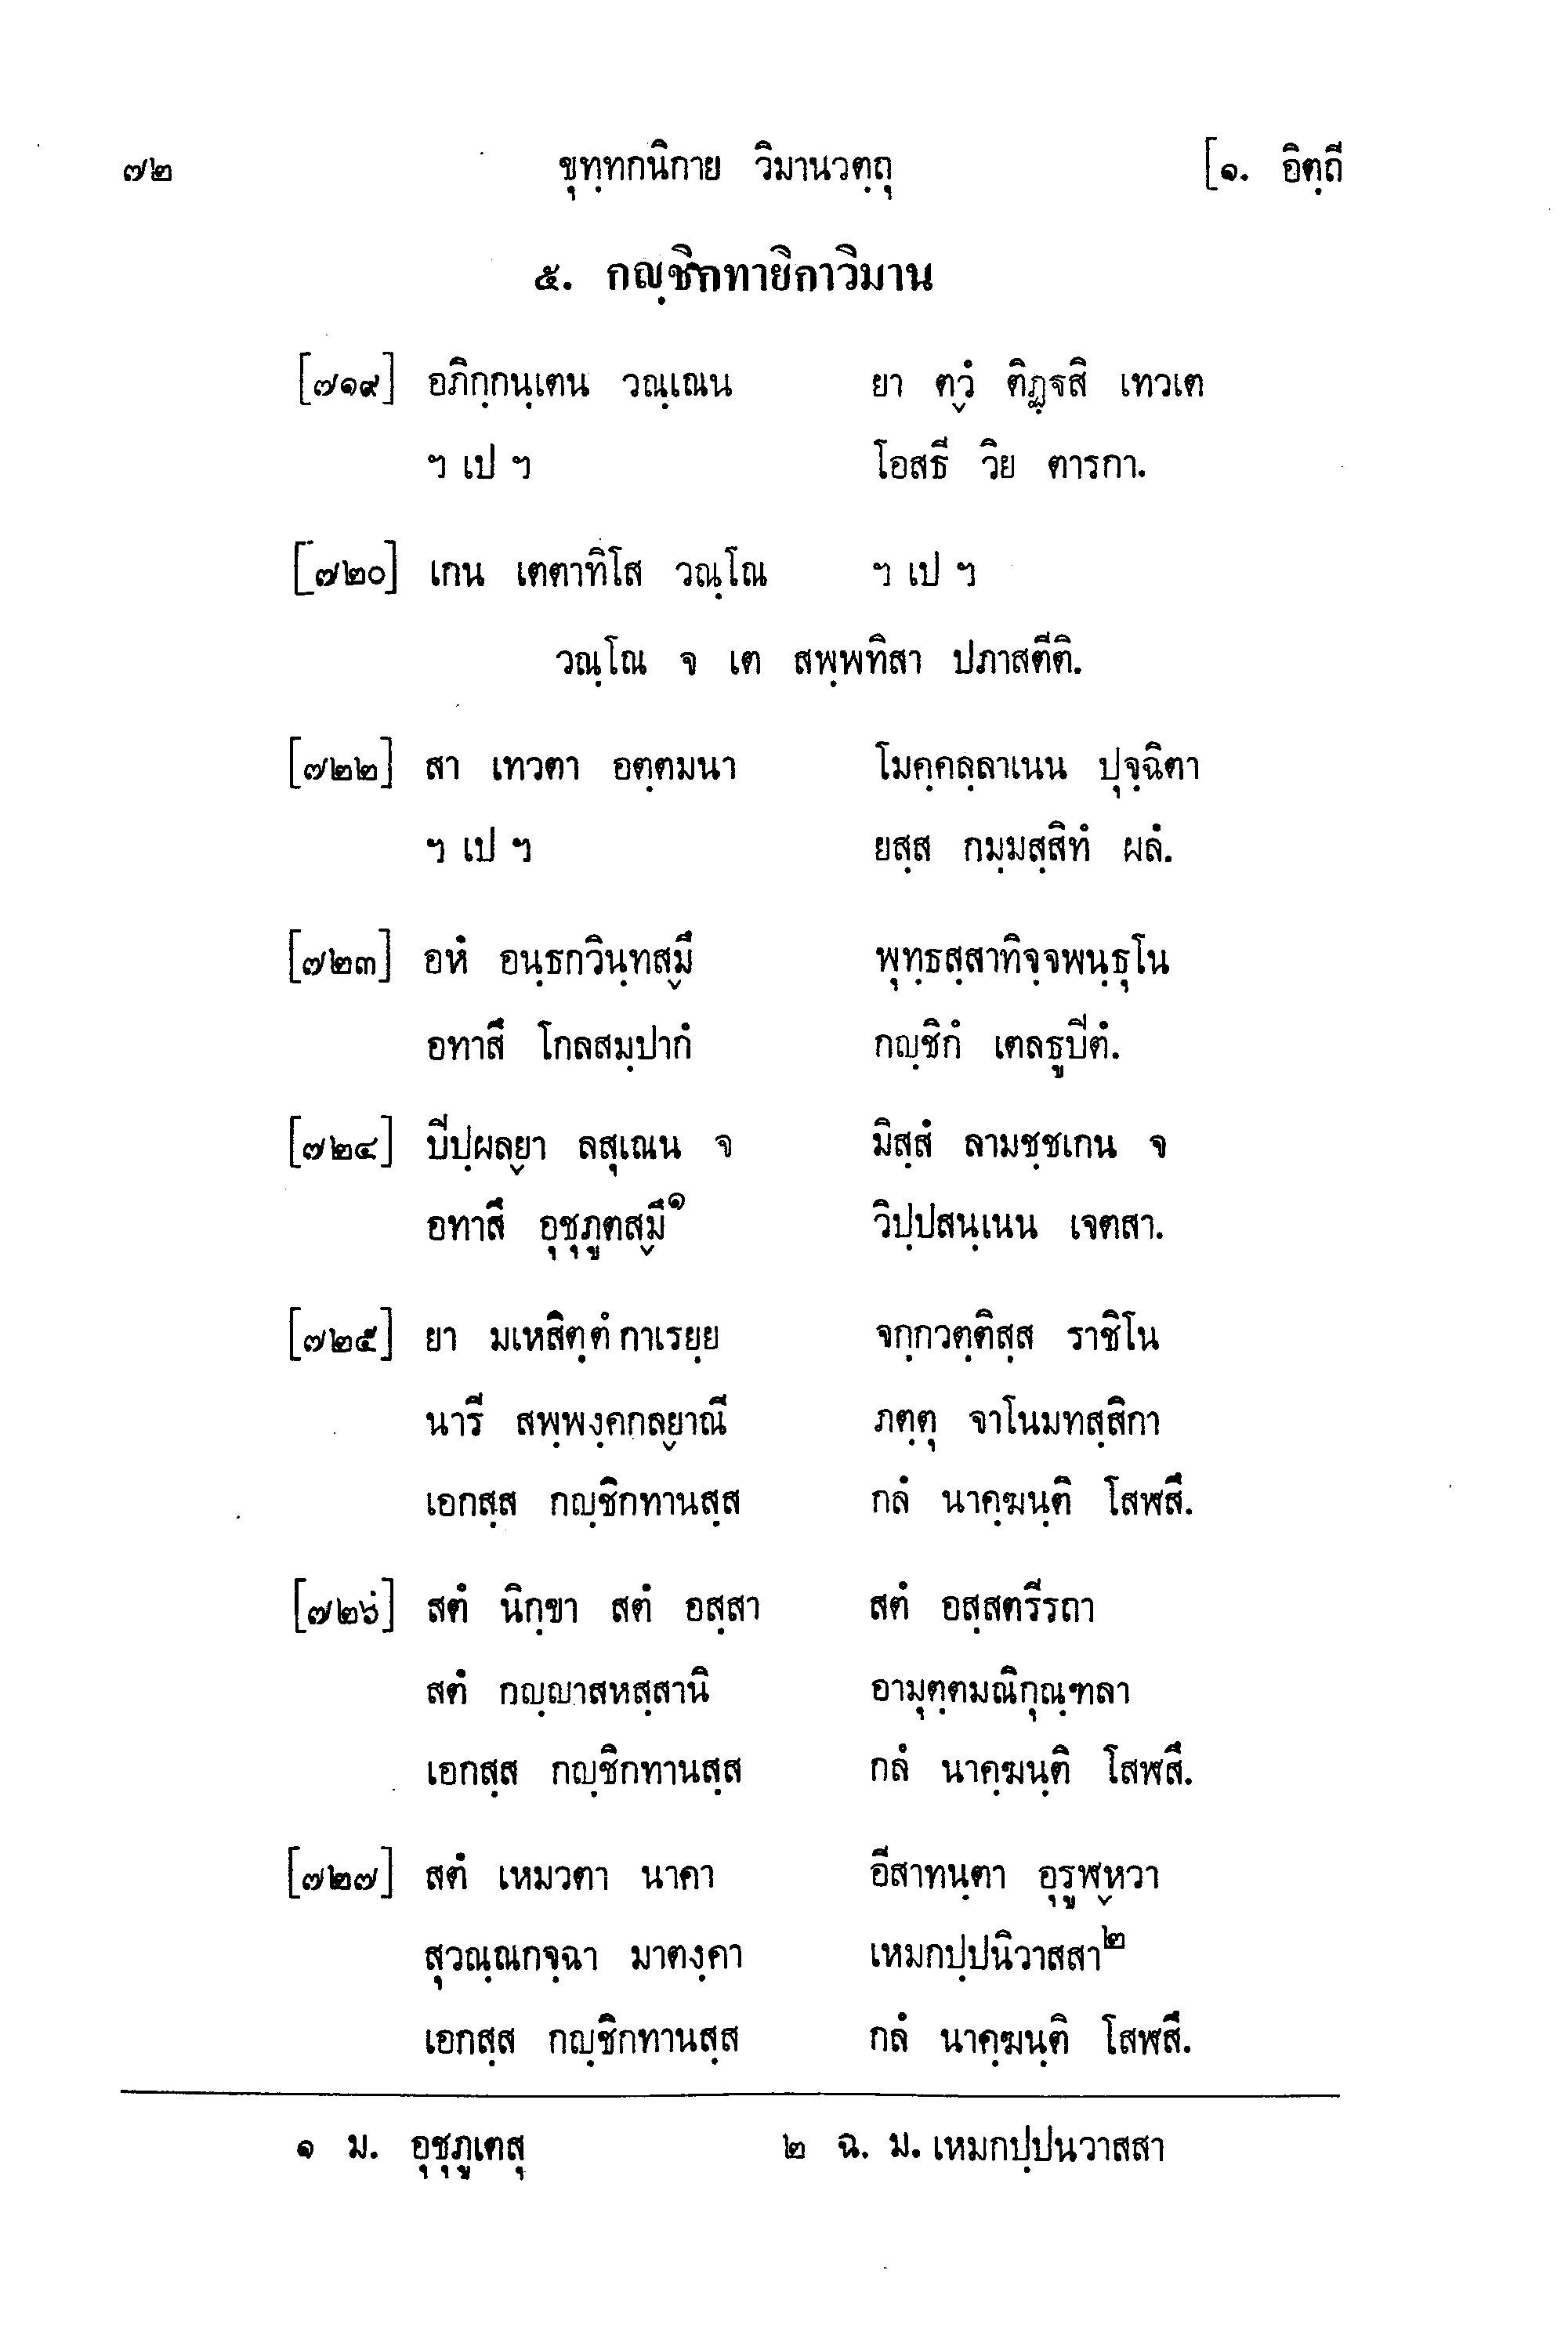 ๗๒ ขุทฺทกนิกาย วิมานวตฺถุ [๑. อิตฺถี
๕. กญฺชิกทายิกาวิมาน
[๗๑๙] อภิกฺกนฺเตน วณฺเณน ยา ตฺวํ ติฏฺฐสิ เทวเต
ฯ เป ฯ โอสธี วิย ตารกา.
[๗๒๐] เกน เตตาทิโส วณฺโณ ฯ เป ฯ
วณฺโณ จ เต สพฺพทิสา ปภาสตีติ.
[๗๒๒] สา เทวตา อตฺตมนา โมคฺคลฺลาเนน ปุจฺฉิตา
ฯ เป ฯ ยสฺส กมฺมสฺสิทํ ผลํ.
[๗๒๓] อหํ อนฺธกวินฺทสฺมึ พุทฺธสฺสาทิจฺจพนฺธุโน
อทาสึ โกลสมฺปากํ กญฺชิกํ เตลธูปีตํ.
[๗๒๔] ปีปฺผลฺยา ลสุเณน จ มิสฺสํ ลามชฺชเกน จ
อทาสึ อุชุภูตสฺมึ๑ วิปฺปสนฺเนน เจตสา.
[๗๒๕] ยา มเหสิตฺตํ กาเรยฺย จกฺกวตฺติสฺส ราชิโน
นารี สพฺพงฺคกลฺยาณี ภตฺตุ จาโนมทสฺสิกา
เอกสฺส กญฺชิกทานสฺส กลํ นาคฺฆนฺติ โสฬสึ.
[๗๒๖] สตํ นิกฺขา สตํ อสฺสา สตํ อสฺสตรีรถา
สตํ กญฺญาสหสฺสานิ อามุตฺตมณิกุณฺฑลา
เอกสฺส กญฺชิกทานสฺส กลํ นาคฺฆนฺติ โสฬสึ.
[๗๒๗] สตํ เหมวตา นาคา อีสาทนฺตา อุรูฬฺหวา
สุวณฺณกจฺฉา มาตงฺคา เหมกปฺปนิวาสสา๒
เอกสฺส กญฺชิกทานสฺส กลํ นาคฺฆนฺติ โสฬสึ.
๑ ม. อุชุภูเตสุ ๒ ฉ. ม. เหมกปฺปนวาสสา